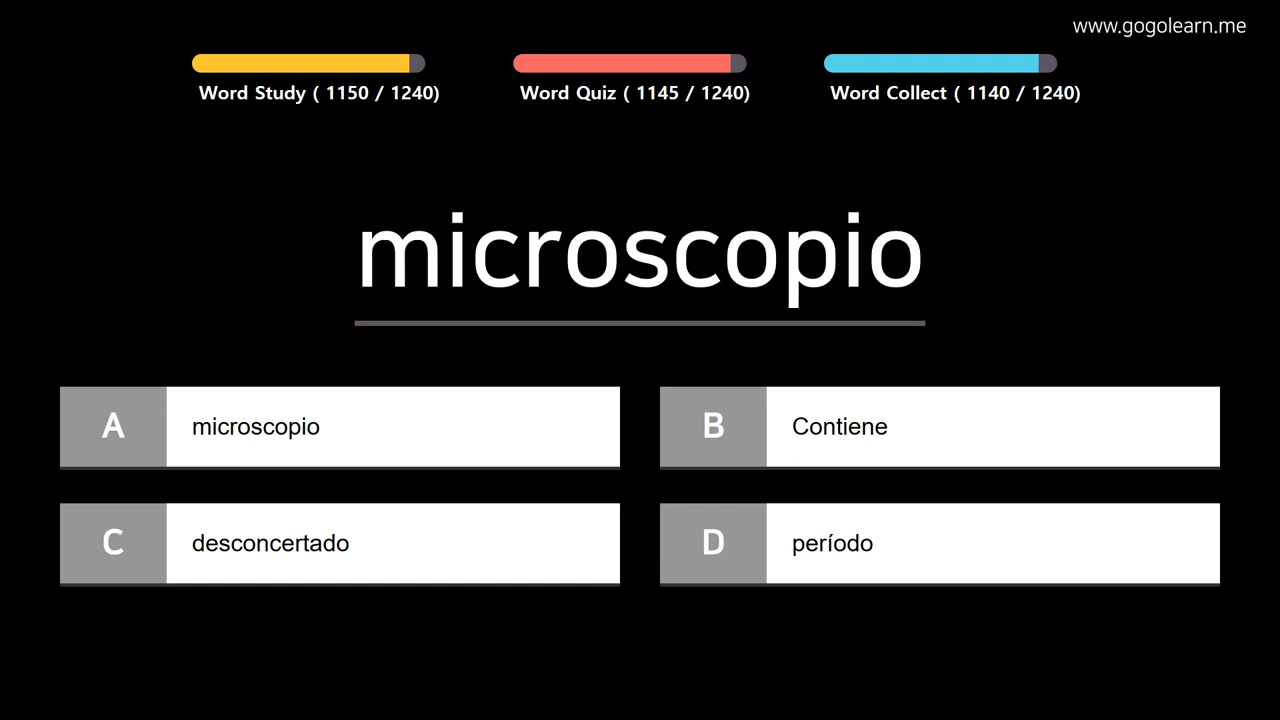 www.gogolearn.me
Word Study ( 1150 / 1240)
Word Quiz ( 1145 / 1240)
Word Collect ( 1140 / 1240)
microscopio
A microscopio
B Contiene
C desconcertado
D período